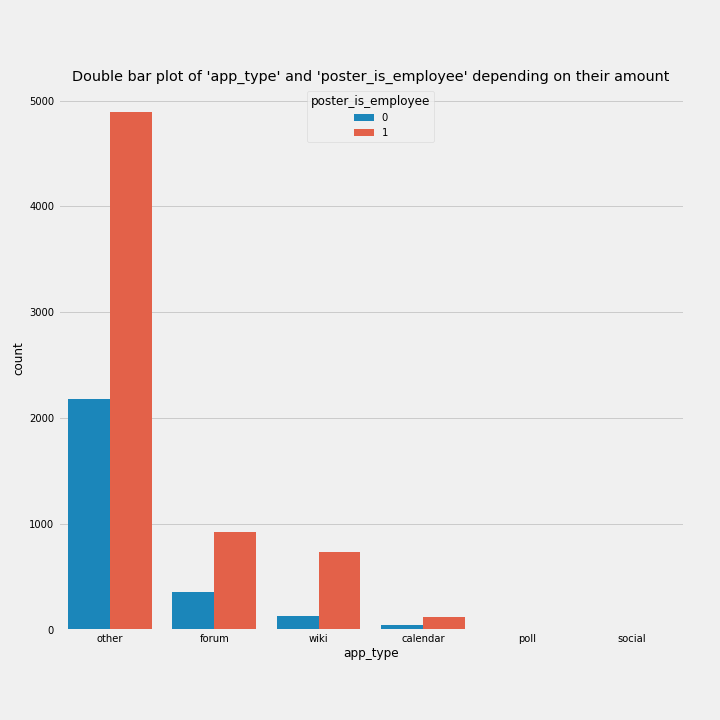 Double bar plot of 'app_type' and 'poster_is_employee' depending on their amount
poster_is_employee
0
1
5000
4000
3000
2000
1000
0
count
other forum wiki calendar poll social
app_type